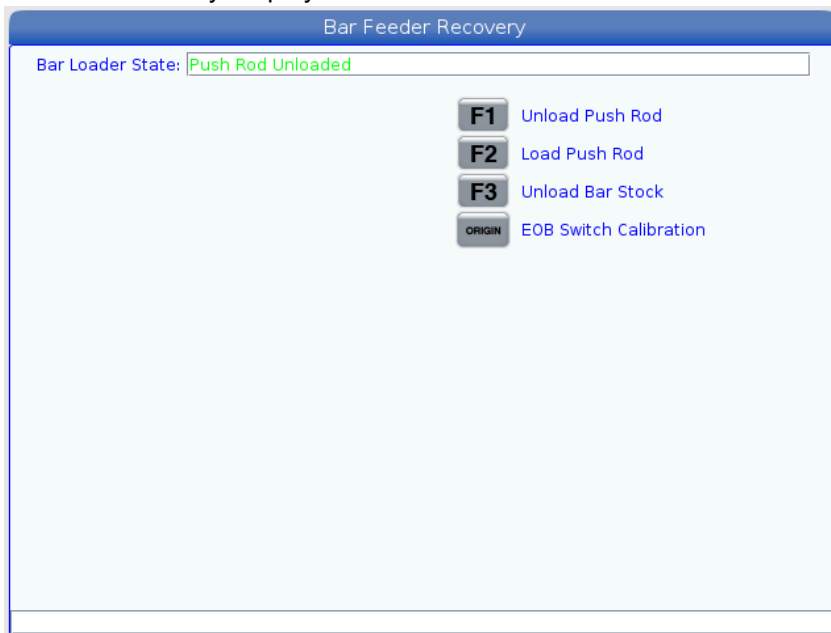 Bar Feeder Recovery
Bar Loader State: Push Rod Unloaded
F1 Unload Push Rod
F2 Load Push Rod
F3 Unload Bar Stock
ORIGIN EOB Switch Calibration